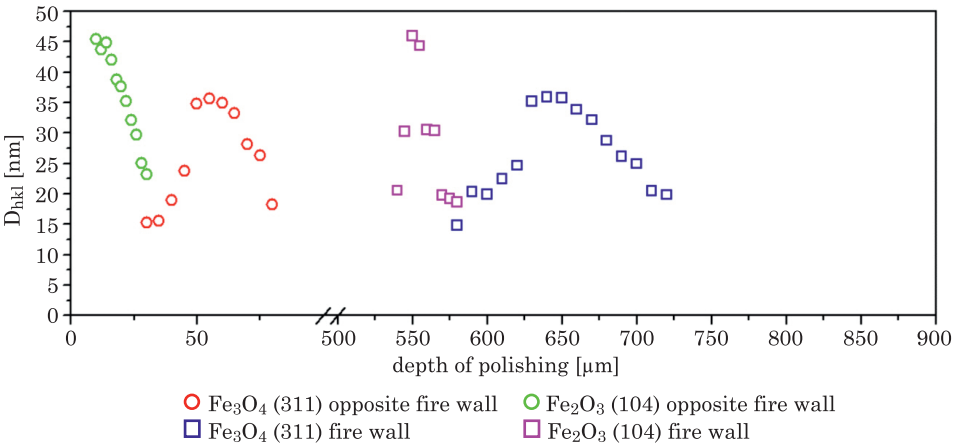 50
45
40
35
30
25
20
15
10
5
0
D hkl [nm]
0 50 500 550 600 650 700 750 800 850 900
depth of polishing [µm]
Fe3O4 (311) opposite fire wall Fe2O3 (104) opposite fire wall
Fe3O4 (311) fire wall Fe2O3 (104) fire wall